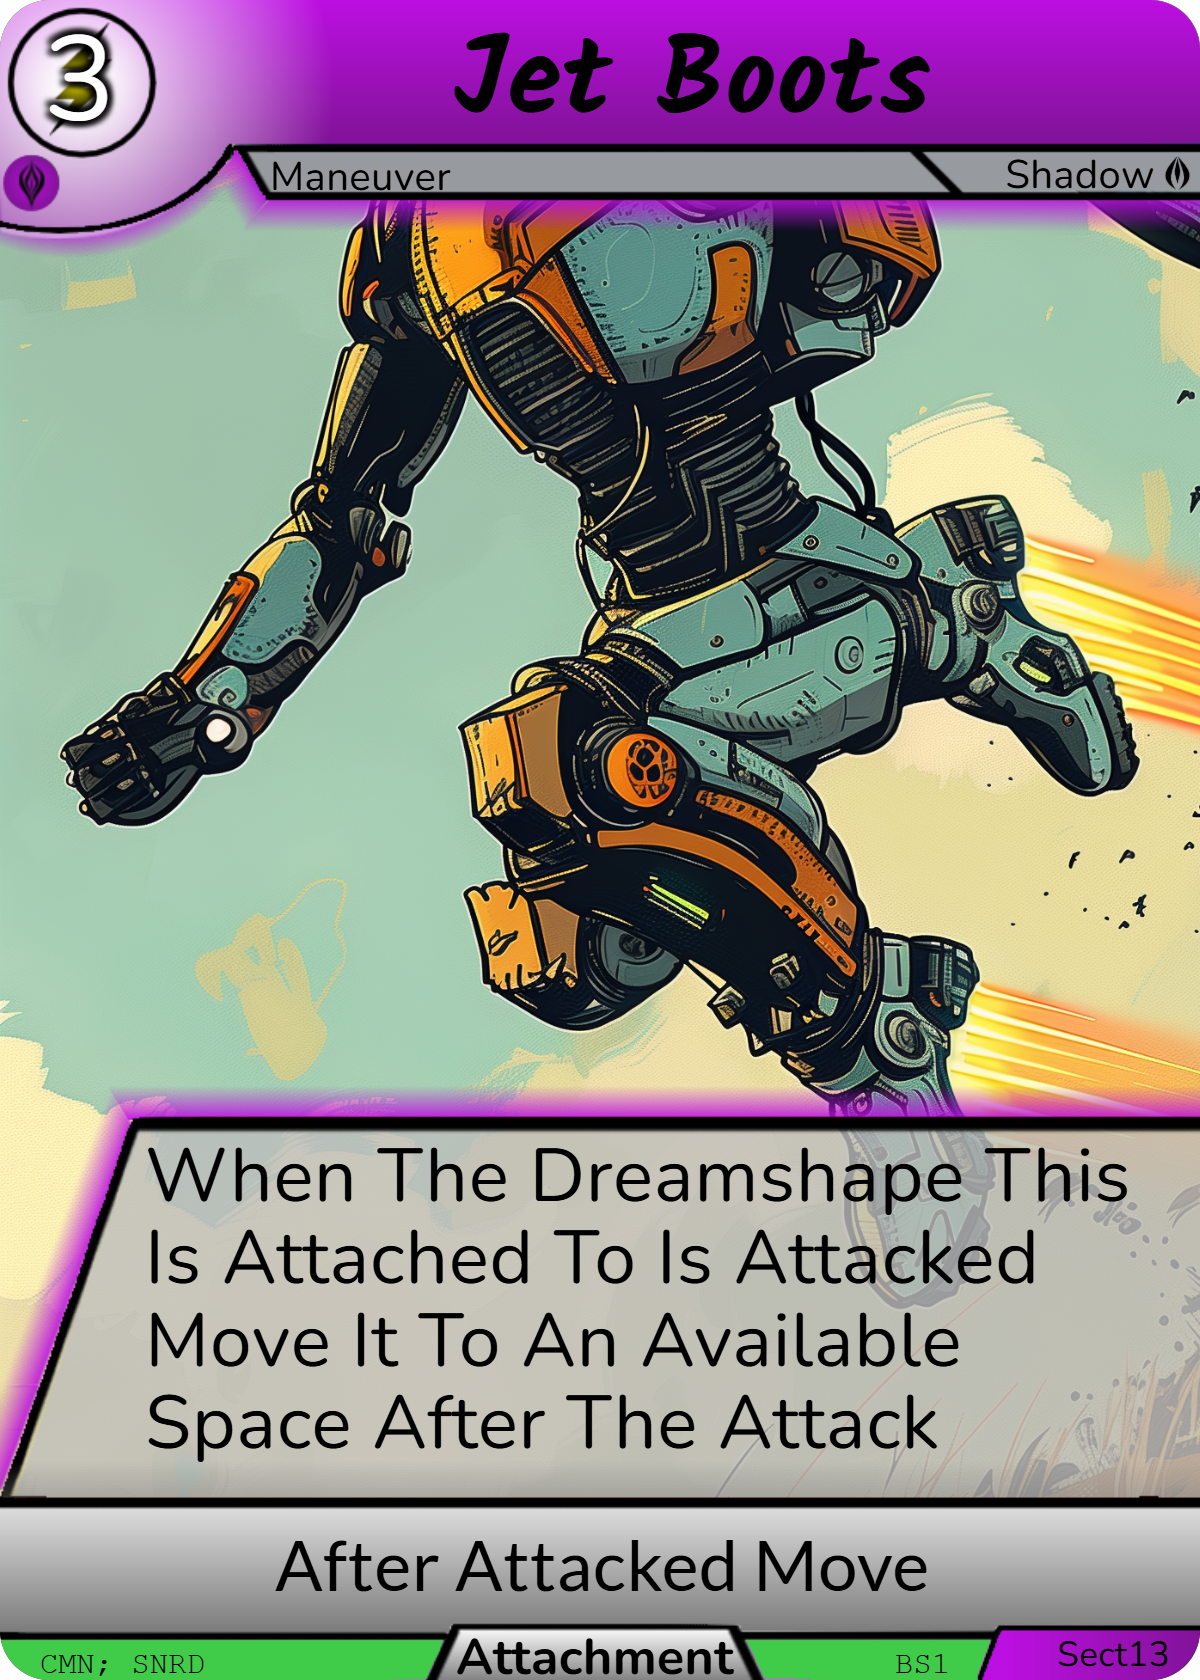 3
Jet Boots
Maneuver
Shadow
When The Dreamshape This
Is Attached To Is Attacked
Move It To An Available
Space After The Attack
After Attacked Move
CMN; SNRD
Attachment
BS1
Sect13